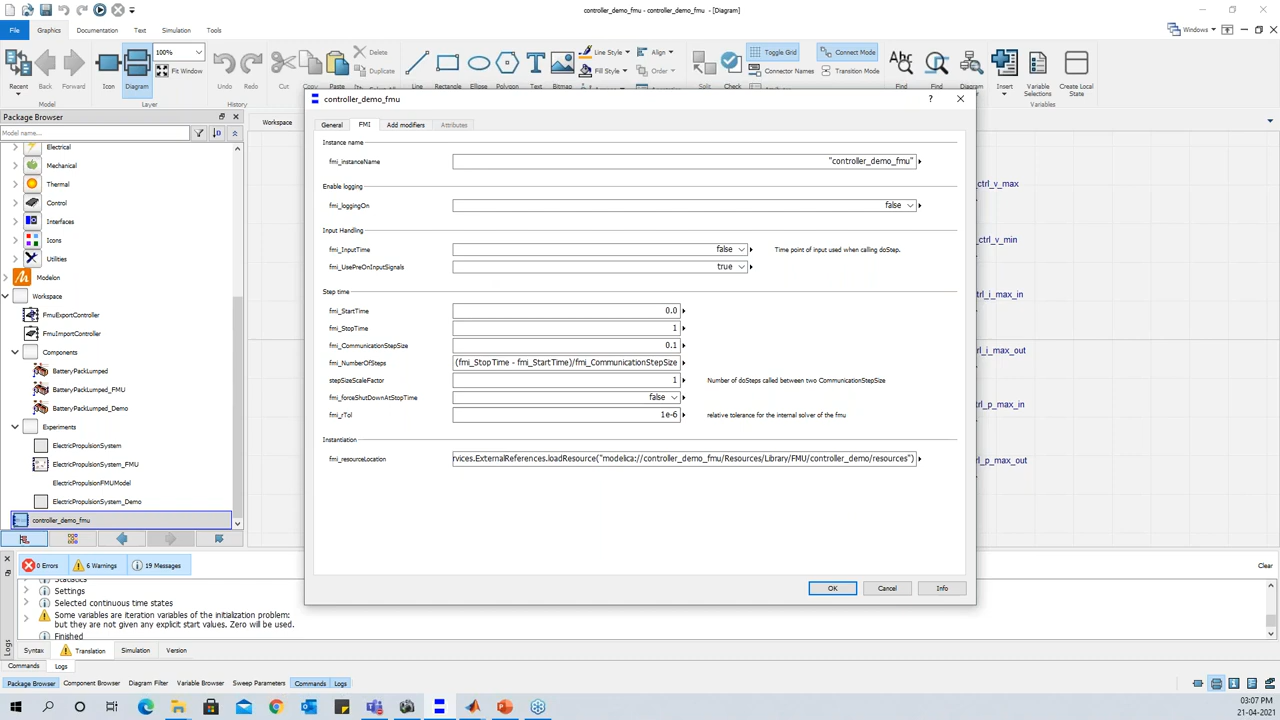 controller_demo_fmu - controller_demo_fmu - [Diagram]
File
Graphics
Documentation
Text
Simulation
Tools
Windows
Recent
Back
Forward
Model
Icon
Diagram
100%
Fit Window
Layer
Undo
Redo
History
Cut
Copy
Paste
Delete
Duplicate
Line
Rectangle
Ellipse
Polygon
Text
Bitmap
Line Style
Fill Style
Align
Order
Toggle Grid
Connector Names
Connect Mode
Transition Mode
Find
Find
Diagram
Insert
Variable Selections
Create Local State
Variables
Package Browser
Model name...
Electrical
Mechanical
Thermal
Control
Interfaces
Icons
Utilities
Modelon
Workspace
FmuExportController
FmuImportController
Components
BatteryPackLumped
BatteryPackLumped_FMU
BatteryPackLumped_Demo
Experiments
ElectricPropulsionSystem
ElectricPropulsionSystem_FMU
ElectricPropulsionFMUModel
ElectricPropulsionSystem_Demo
controller_demo_fmu
Workspace
controller_demo_fmu
?
General
FMI
Add modifiers
Attributes
Instance name
fmi_instanceName "controller_demo_fmu"
Enable logging
fmi_loggingOn false
Input Handling
fmi_InputTime false Time point of input used when calling doStep.
fmi_UsePreOnInputSignals true
Step time
fmi_StartTime 0.0
fmi_StopTime 1
fmi_CommunicationStepSize 0.1
fmi_NumberOfSteps (fmi_StopTime - fmi_StartTime)/fmi_CommunicationStepSize
stepSizeScaleFactor 1 Number of doSteps called between two CommunicationStepSize
fmi_forceShutDownAtStopTime false
fmi_rTol 1e-6 relative tolerance for the internal solver of the fmu
Instantiation
fmi_resourceLocation rvices.ExternalReferences.loadResource("modelica://controller_demo_fmu/Resources/Library/FMU/controller_demo/resources")
OK
Cancel
Info
ctrl_v_max
ctrl_v_min
ctrl_i_max_in
ctrl_i_max_out
ctrl_p_max_in
ctrl_p_max_out
0 Errors
6 Warnings
19 Messages
Clear
Statistics
Settings
Selected continuous time states
Some variables are iteration variables of the initialization problem:
but they are not given any explicit start values. Zero will be used.
Finished
Logs
Syntax
Translation
Simulation
Version
Commands
Logs
Package Browser
Component Browser
Diagram Filter
Variable Browser
Sweep Parameters
Commands
Logs
03:07 PM
21-04-2021